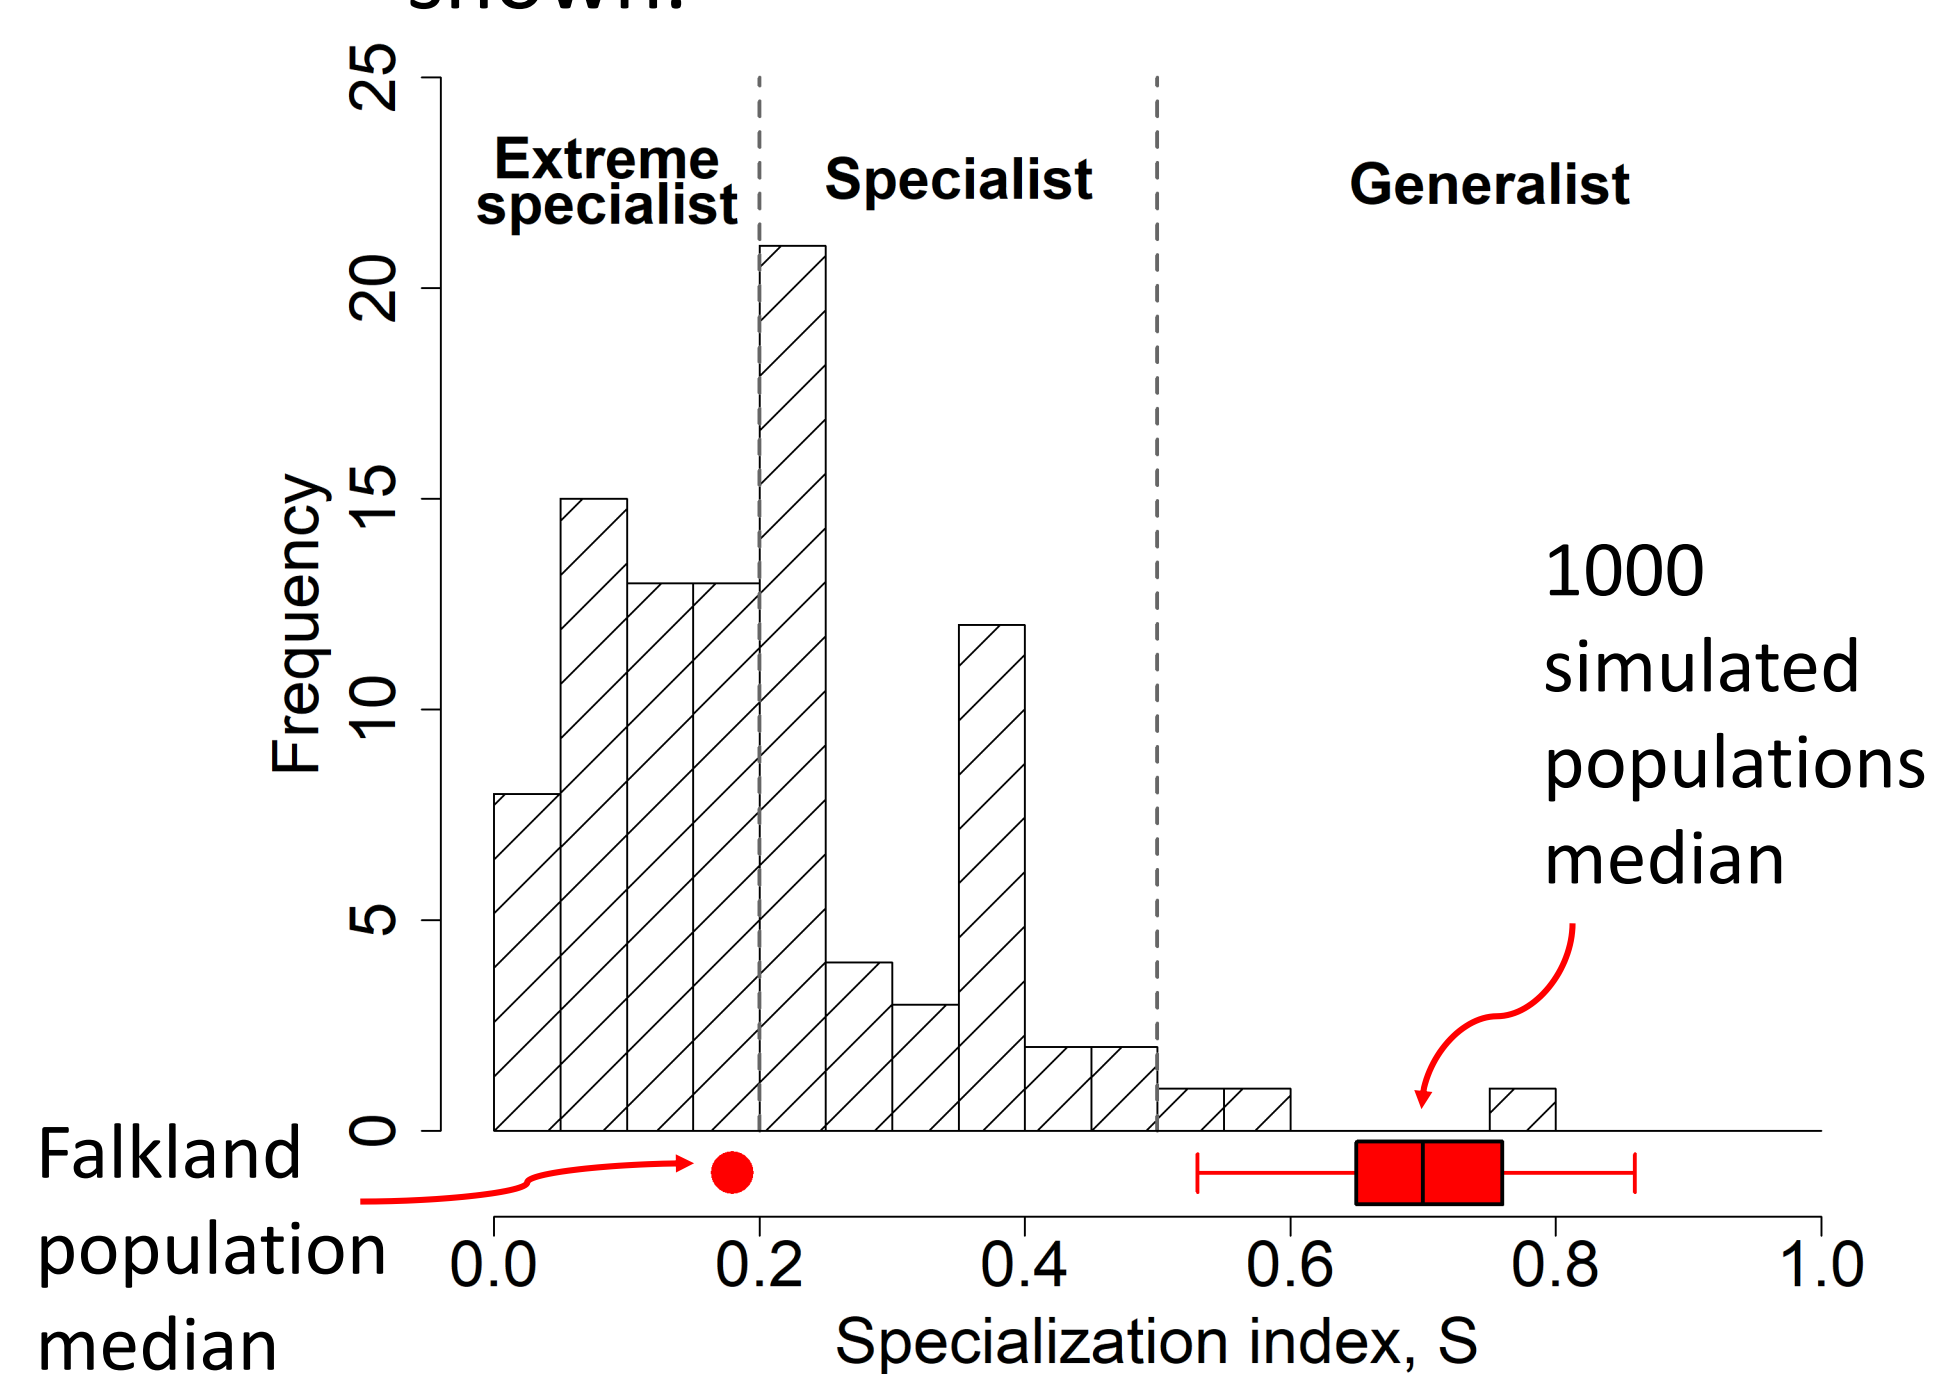 shown.
25
20
15
10
5
0
Frequency
Extreme
specialist
Specialist
Generalist
1000
simulated
populations
median
Falkland
population
median
0.0 0.2 0.4 0.6 0.8 1.0
Specialization index, S